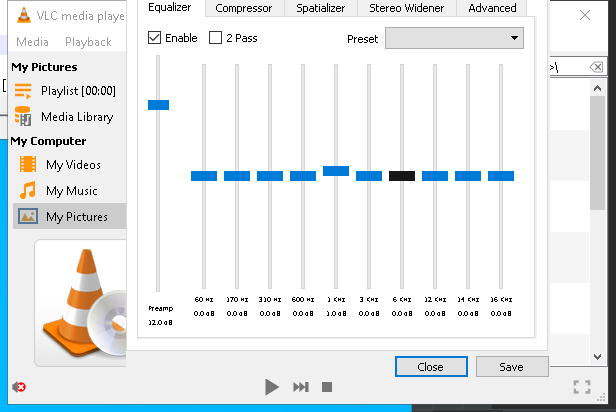 VLC media playe
Equalizer Compressor Spatializer Stereo Widener Advanced
Media Playback
Enable 2 Pass Preset
My Pictures
Playlist [00:00]
Media Library
My Computer
My Videos
My Music
My Pictures
60 Hz 170 Hz 310 Hz 600 Hz 1 KHz 3 KHz 6 KHz 12 KHz 14 KHz 16 KHz
Preamp 0.0 dB 0.0 dB 0.0 dB 0.0 dB 1.0 dB 0.0 dB 0.0 dB 0.0 dB 0.0 dB 0.0 dB
12.0 dB
Close Save